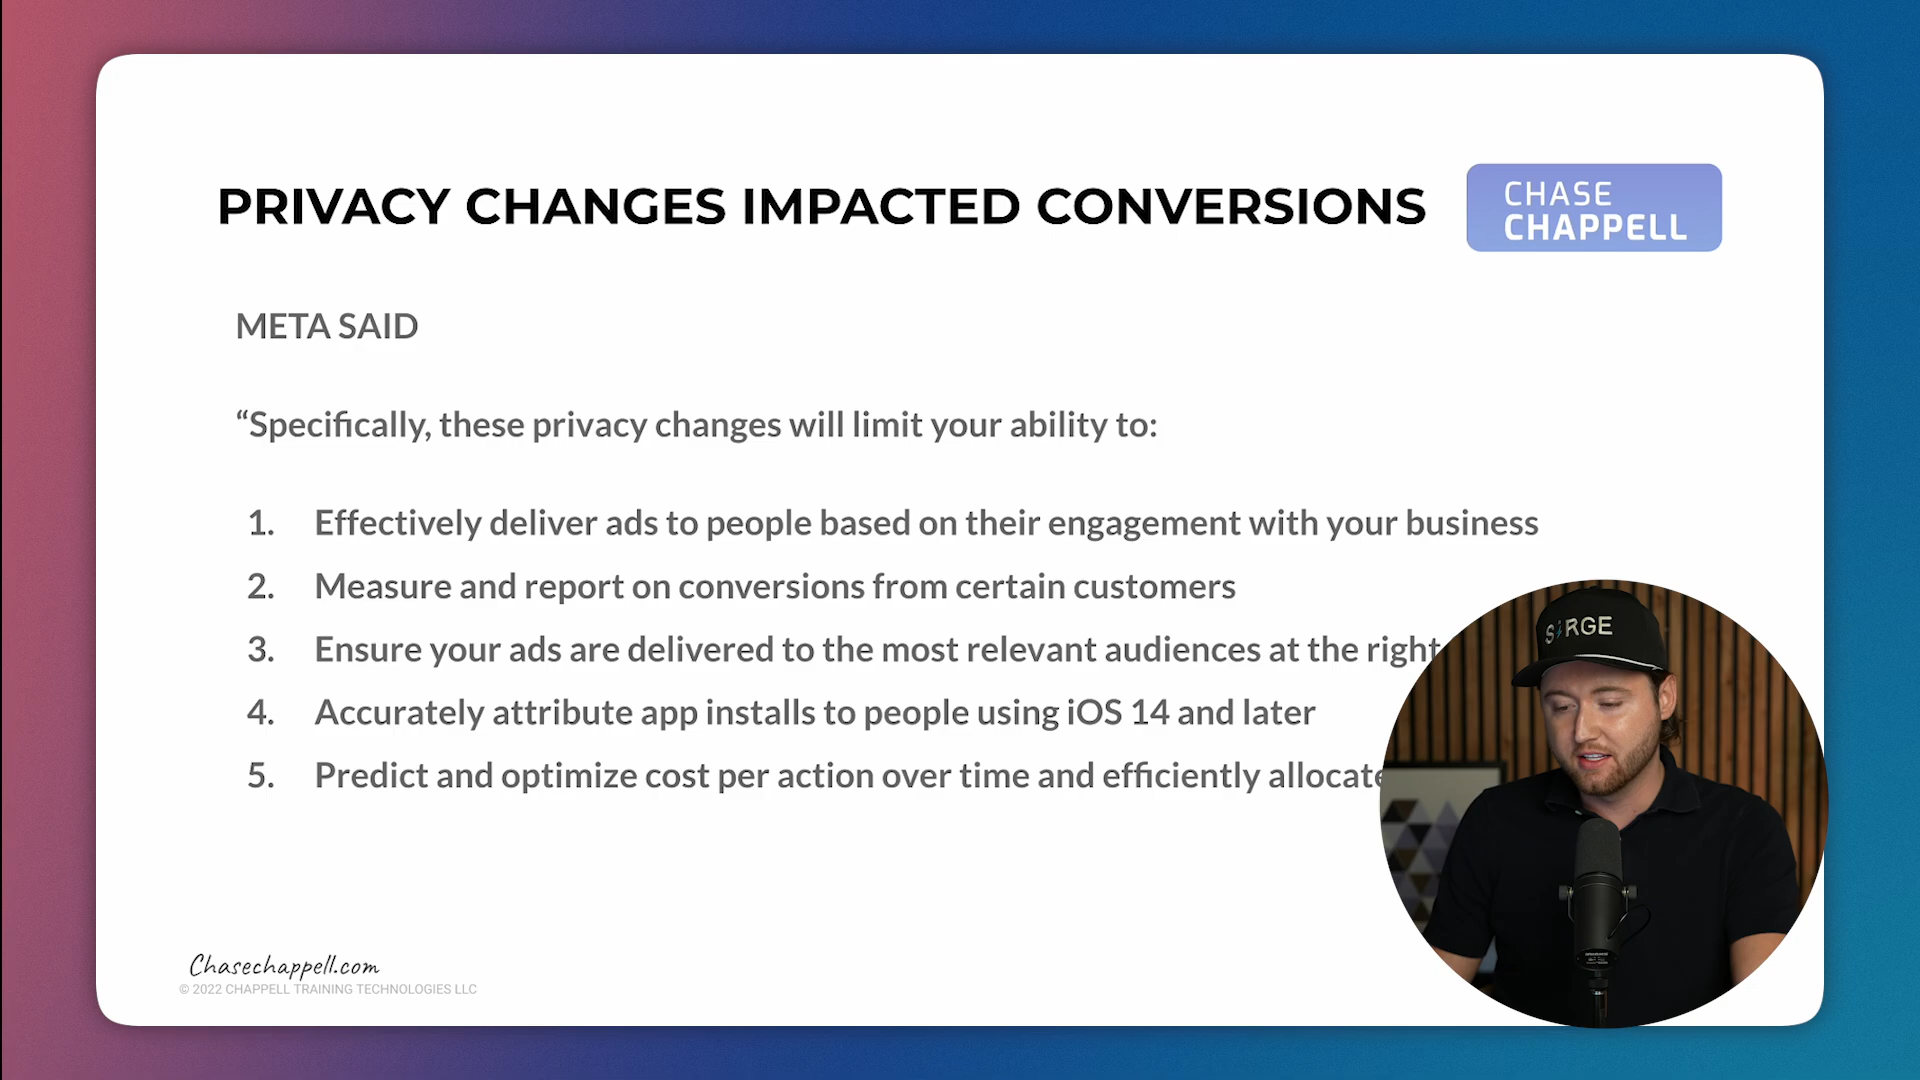 PRIVACY CHANGES IMPACTED CONVERSIONS
CHASE
CHAPPELL
META SAID
“Specifically, these privacy changes will limit your ability to:
1. Effectively deliver ads to people based on their engagement with your business
2. Measure and report on conversions from certain customers
3. Ensure your ads are delivered to the most relevant audiences at the right
4. Accurately attribute app installs to people using iOS 14 and later
5. Predict and optimize cost per action over time and efficiently allocate
SURGE
Chasechappell.com
© 2022 CHAPPELL TRAINING TECHNOLOGIES LLC